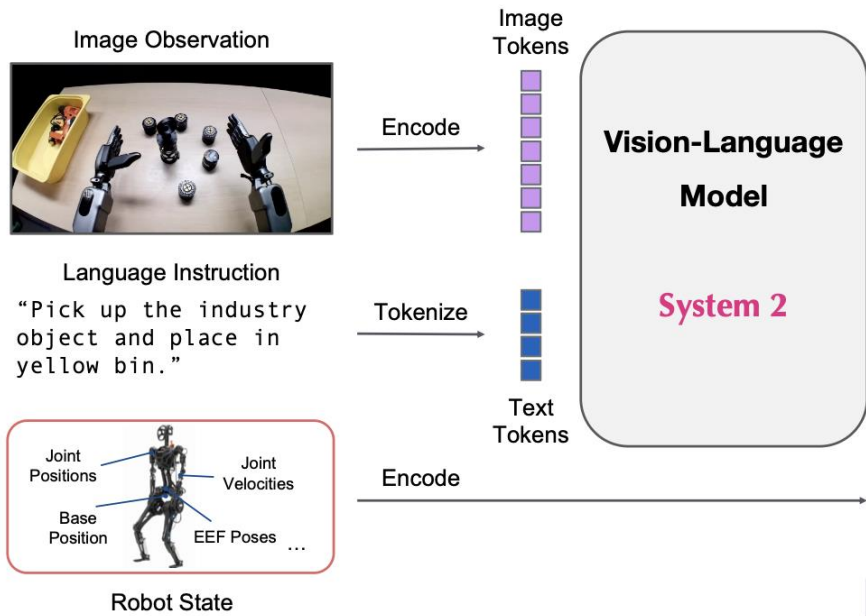 Image Observation
Encode
Image
Tokens
Vision-Language
Model
System 2
Language Instruction
“Pick up the industry
object and place in
yellow bin.”
Tokenize
Text
Tokens
Joint
Positions
Joint
Velocities
Base
Position
EEF Poses ...
Encode
Robot State